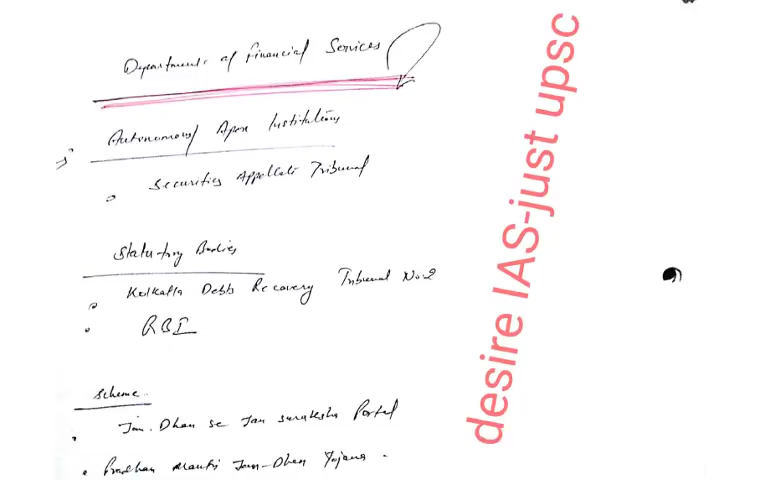 Department of Financial Services
Autonomous/ Apex Institutions
Securities Appellate Tribunal
Statutory Bodies
Kolkatta Debts Recovery Tribunal No-2
RBI
Scheme
Jan-Dhan se Jan Suraksha Portal
Pradhan Mantri Jan-Dhan Yojana
desire IAS-just upsc